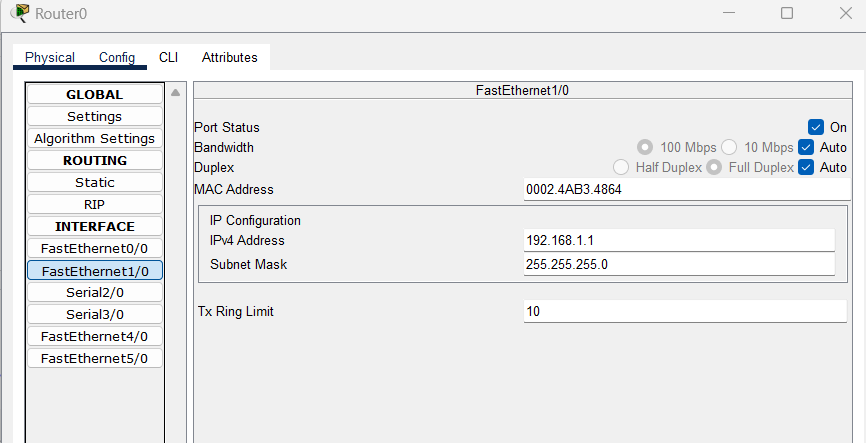 Router0
Physical Config CLI Attributes
GLOBAL
Settings
Algorithm Settings
ROUTING
Static
RIP
INTERFACE
FastEthernet0/0
FastEthernet1/0
Serial2/0
Serial3/0
FastEthernet4/0
FastEthernet5/0
FastEthernet1/0
Port Status On
Bandwidth 100 Mbps 10 Mbps Auto
Duplex Half Duplex Full Duplex Auto
MAC Address 0002.4AB3.4864
IP Configuration
IPv4 Address 192.168.1.1
Subnet Mask 255.255.255.0
Tx Ring Limit 10